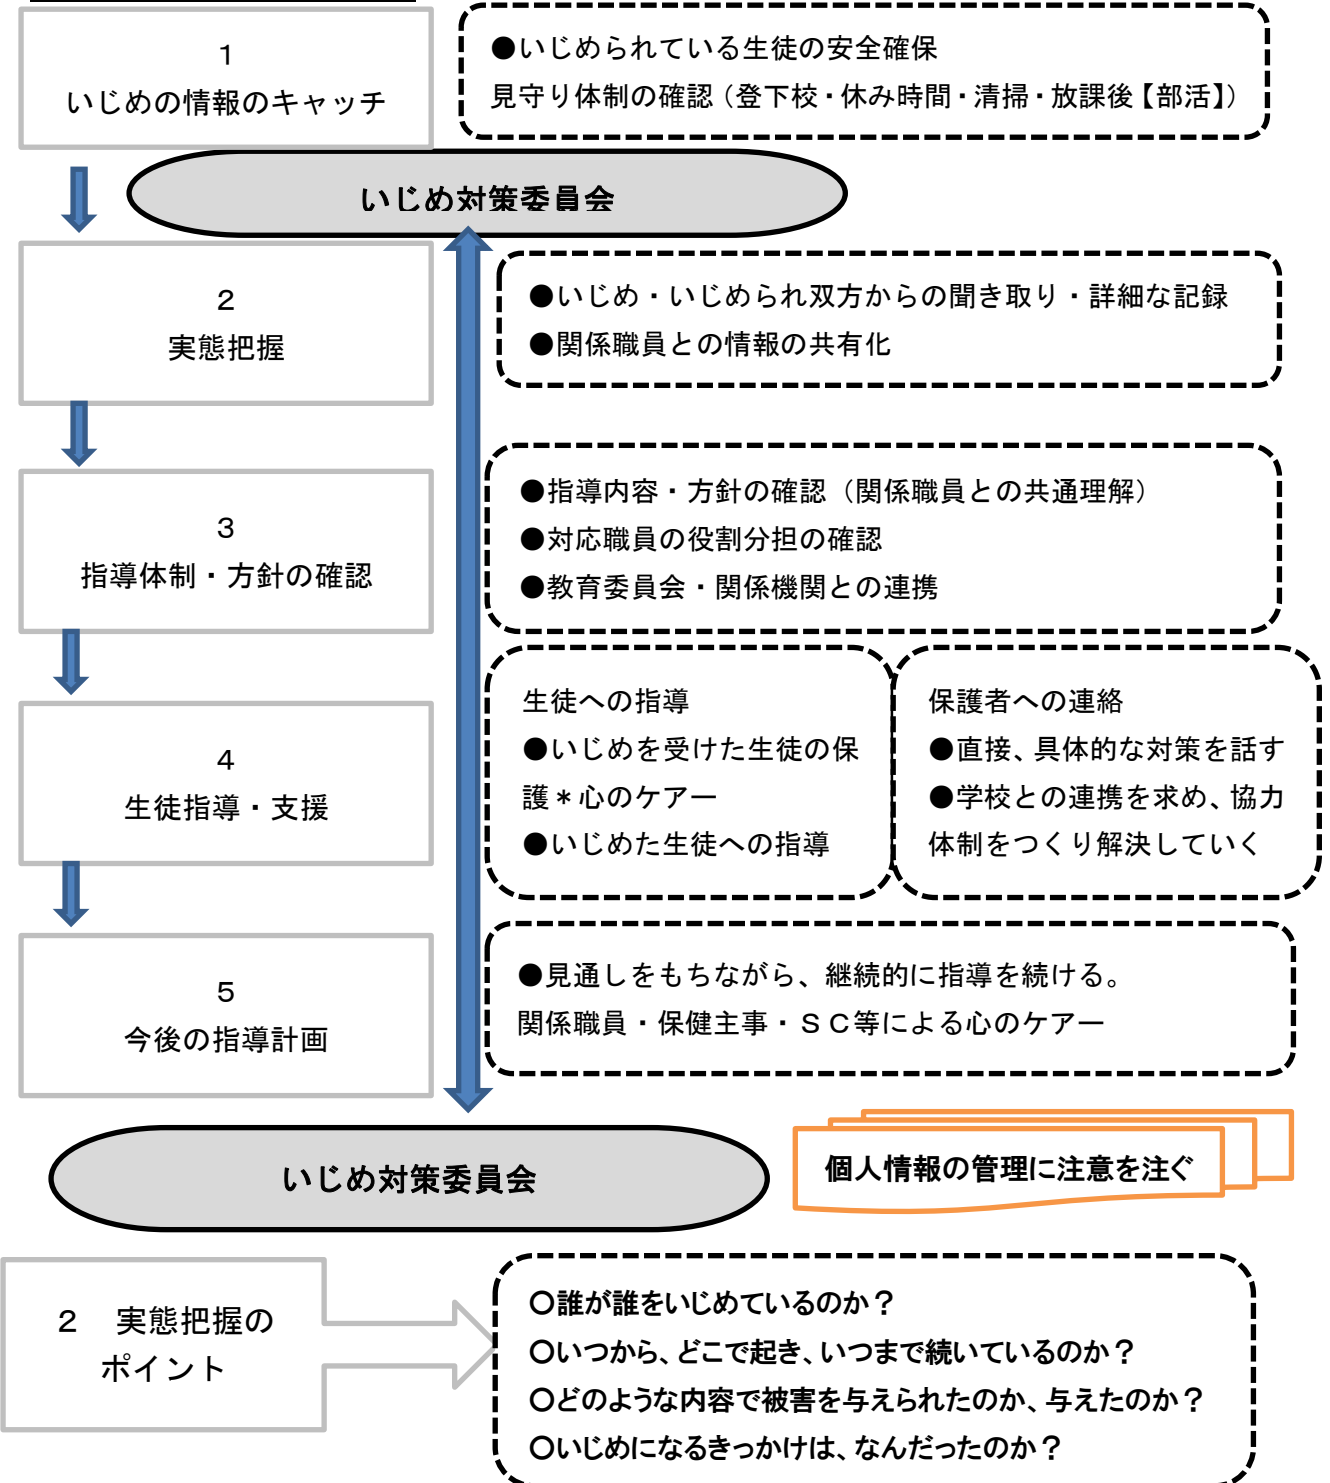 1
いじめの情報のキャッチ
●いじめられている生徒の安全確保
見守り体制の確認（登下校・休み時間・清掃・放課後【部活】）
いじめ対策委員会
2
実態把握
●いじめ・いじめられ双方からの聞き取り・詳細な記録
●関係職員との情報の共有化
3
指導体制・方針の確認
●指導内容・方針の確認（関係職員との共通理解）
●対応職員の役割分担の確認
●教育委員会・関係機関との連携
4
生徒指導・支援
生徒への指導
●いじめを受けた生徒の保
護＊心のケアー
●いじめた生徒への指導
保護者への連絡
●直接、具体的な対策を話す
●学校との連携を求め、協力
体制をつくり解決していく
5
今後の指導計画
●見通しをもちながら、継続的に指導を続ける。
関係職員・保健主事・ＳＣ等による心のケアー
いじめ対策委員会
個人情報の管理に注意を注ぐ
2　実態把握の
ポイント
〇誰が誰をいじめているのか？
〇いつから、どこで起き、いつまで続いているのか？
〇どのような内容で被害を与えられたのか、与えたのか？
〇いじめになるきっかけは、なんだったのか？